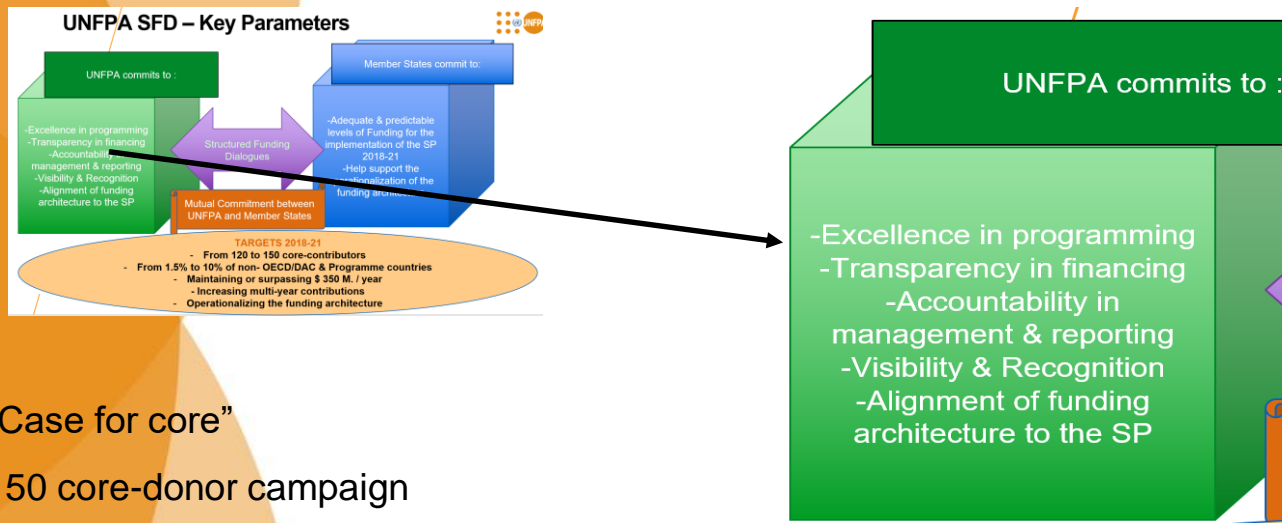 UNFPA SFD – Key Parameters
UNFPA
UNFPA commits to :
Member States commit to:
-Excellence in programming
-Transparency in financing
-Accountability in
management & reporting
-Visibility & Recognition
-Alignment of funding
architecture to the SP
Structured Funding
Dialogues
-Adequate & predictable
levels of Funding for the
implementation of the SP
2018-21
-Help support the
operationalization of the
funding architecture
Mutual Commitment between
UNFPA and Member States
TARGETS 2018-21
- From 120 to 150 core-contributors
- From 1.5% to 10% of non- OECD/DAC & Programme countries
- Maintaining or surpassing $ 350 M. / year
- Increasing multi-year contributions
- Operationalizing the funding architecture
Case for core”
50 core-donor campaign
UNFPA commits to :
-Excellence in programming
-Transparency in financing
-Accountability in
management & reporting
-Visibility & Recognition
-Alignment of funding
architecture to the SP